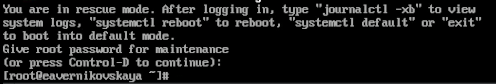 You are in rescue mode. After logging in, type "journalctl -xb" to view
system logs, "systemctl reboot" to reboot, "systemctl default" or "exit"
to boot into default mode.
Give root password for maintenance
(or press Control-D to continue):
[root@eavernikovskaya ~]#